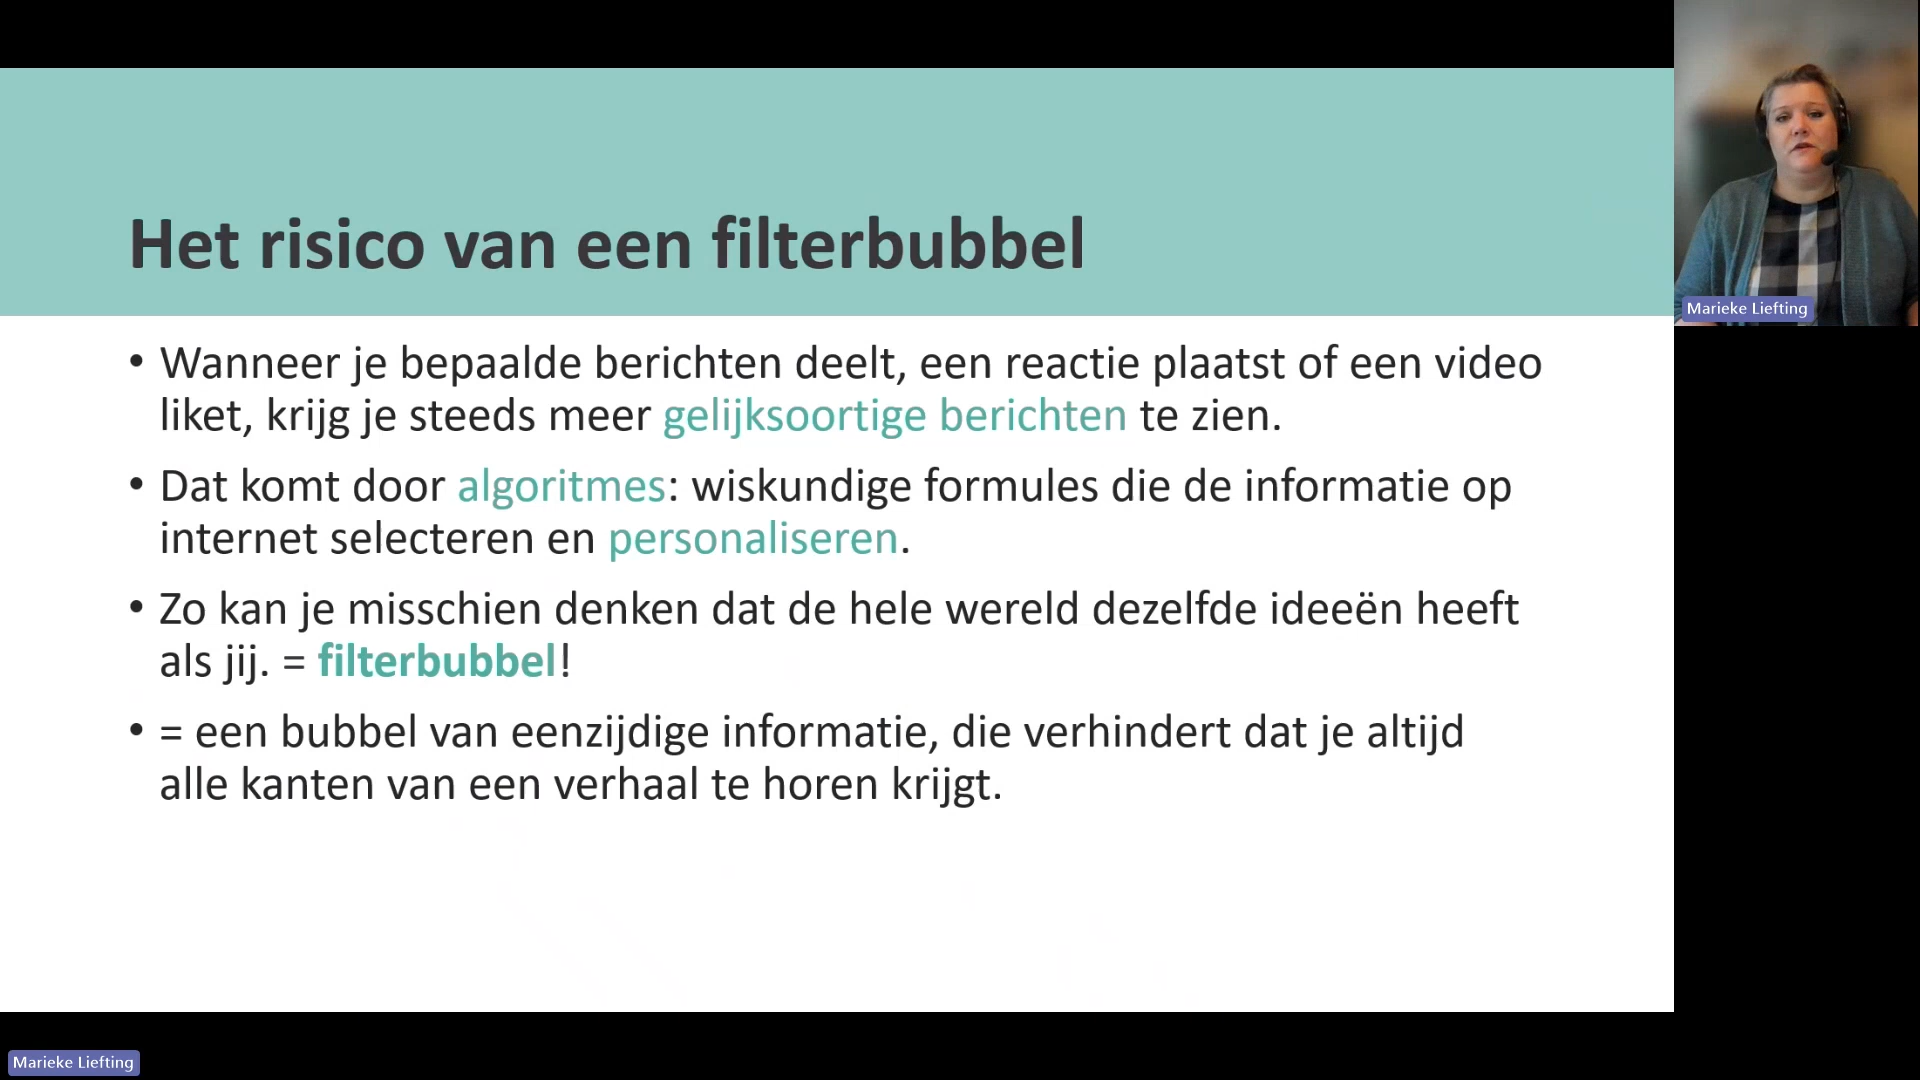 Het risico van een filterbubbel
• Wanneer je bepaalde berichten deelt, een reactie plaatst of een video
liket, krijg je steeds meer gelijksoortige berichten te zien.
• Dat komt door algoritmes: wiskundige formules die de informatie op
internet selecteren en personaliseren.
• Zo kan je misschien denken dat de hele wereld dezelfde ideeën heeft
als jij. = filterbubbel!
• = een bubbel van eenzijdige informatie, die verhindert dat je altijd
alle kanten van een verhaal te horen krijgt.
Marieke Liefting
Marieke Liefting